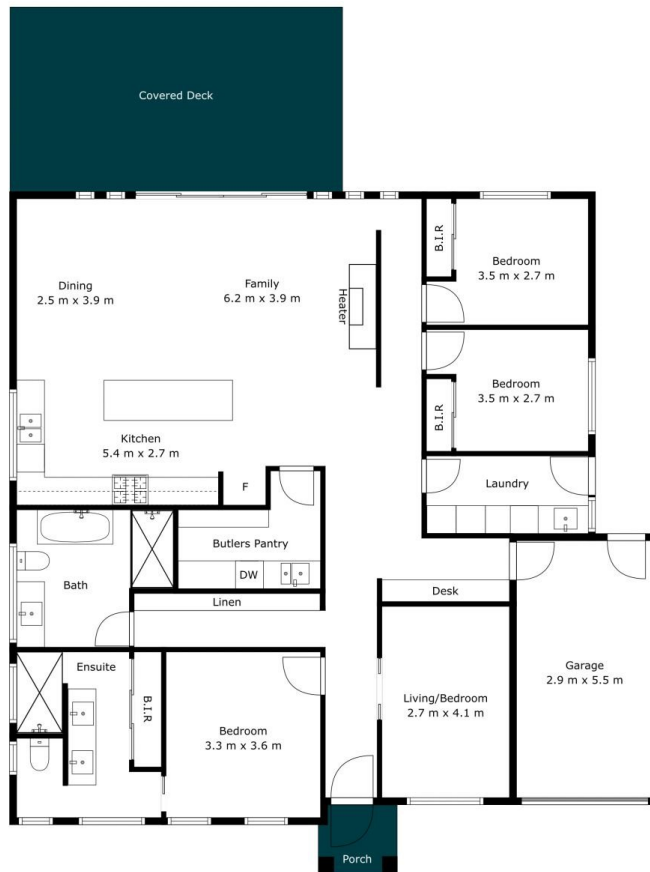 Covered Deck
Dining
2.5 m x 3.9 m
Family
6.2 m x 3.9 m
Heater
B.I.R
Bedroom
3.5 m x 2.7 m
Bedroom
3.5 m x 2.7 m
B.I.R
Kitchen
5.4 m x 2.7 m
F
Laundry
Butlers Pantry
DW
Bath
Linen
Desk
Ensuite
B.I.R
Bedroom
3.3 m x 3.6 m
Living/Bedroom
2.7 m x 4.1 m
Garage
2.9 m x 5.5 m
Porch